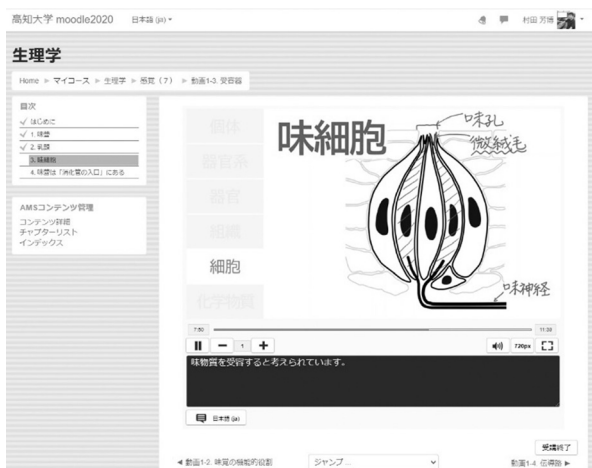 高知大学 moodle2020 日本語 (ja)
村田 芳博
生理学
Home ▶ マイコース ▶ 生理学 ▶ 感覚（7） ▶ 動画1-3. 受容器
目次
✓ はじめに
✓ 1. 味蕾
✓ 2. 乳頭
3. 味細胞
4. 味蕾は「消化管の入口」にある
AMSコンテンツ管理
コンテンツ詳細
チャプターリスト
インデックス
個体
器官系
器官
組織
細胞
化学物質
味細胞
味孔
微絨毛
味神経
7:50
11:33
1
720px
味物質を受容すると考えられています。
日本語 (ja)
受講終了
◀ 動画1-2. 味覚の機能的役割
ジャンプ...
動画1-4. 伝導路 ▶